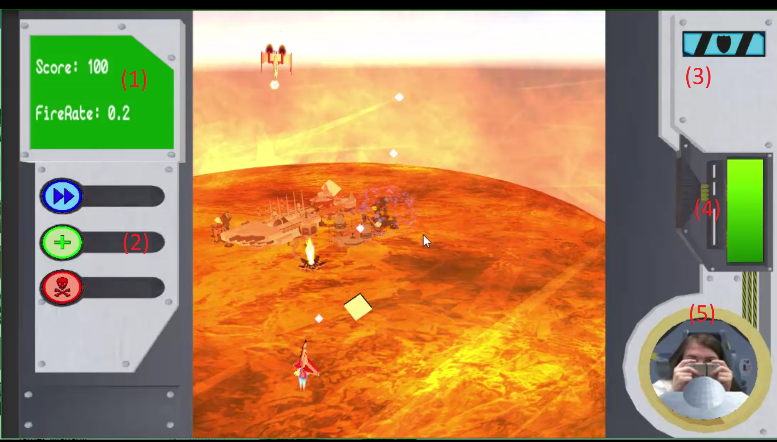 Score: 100
(1)
FireRate: 0.2
(2)
(3)
(4)
(5)